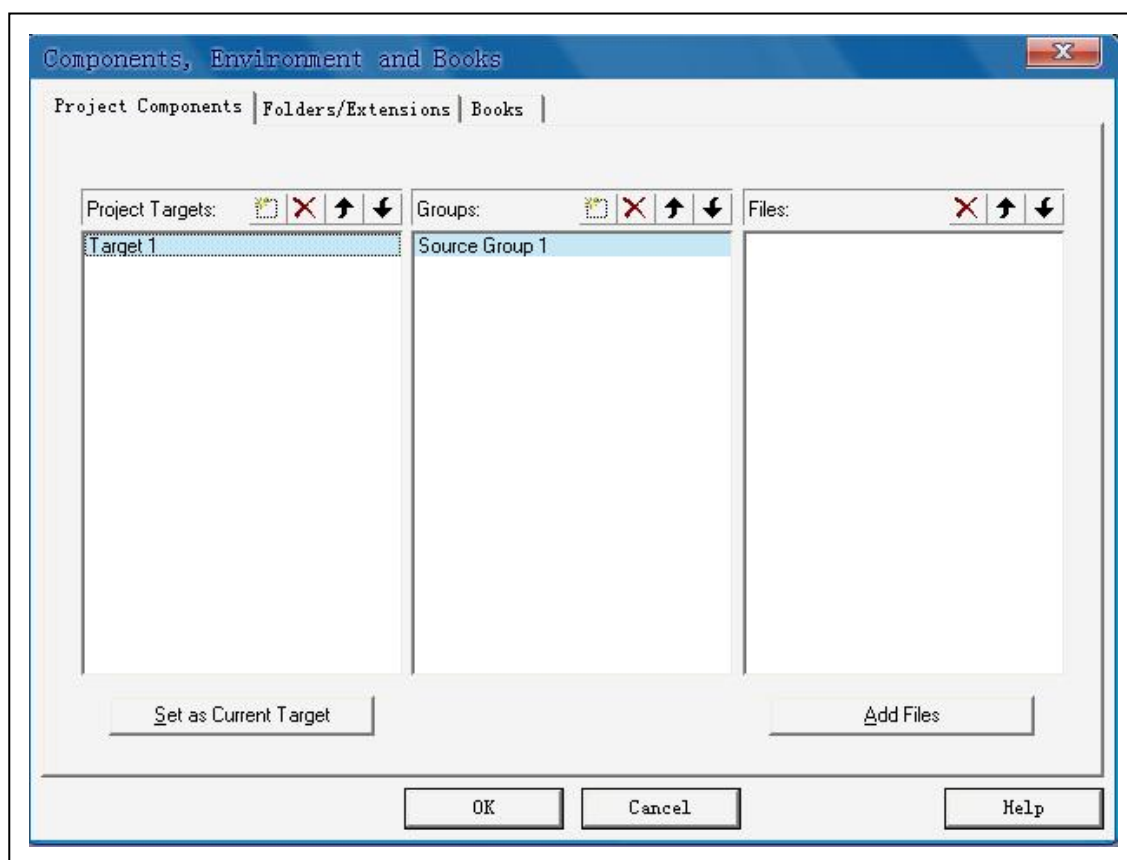 Components, Environment and Books
Project Components Folders/Extensions Books
Project Targets: Groups: Files:
Target 1 Source Group 1
Set as Current Target Add Files
OK Cancel Help